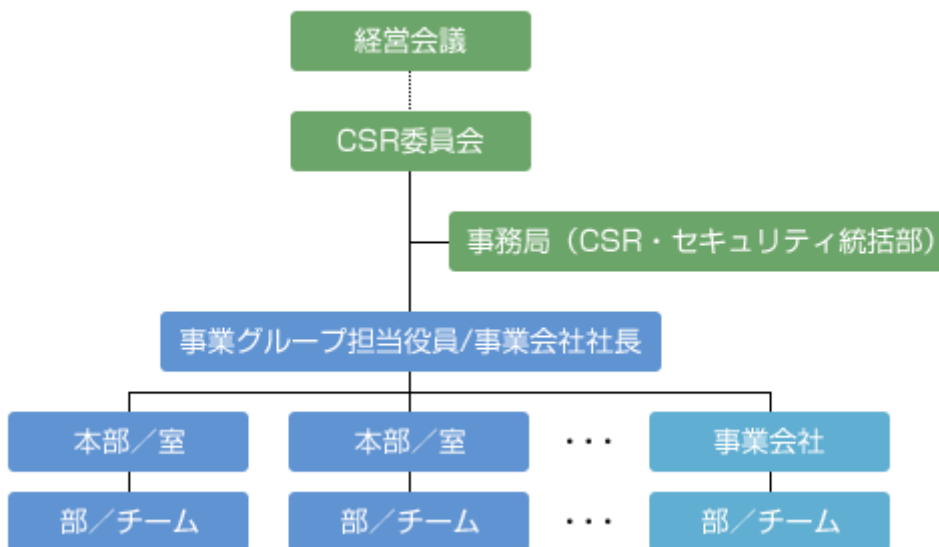 経営会議
CSR委員会
事務局（CSR・セキュリティ統括部）
事業グループ担当役員/事業会社社長
本部／室 本部／室 ・・・ 事業会社
部／チーム 部／チーム ・・・ 部／チーム